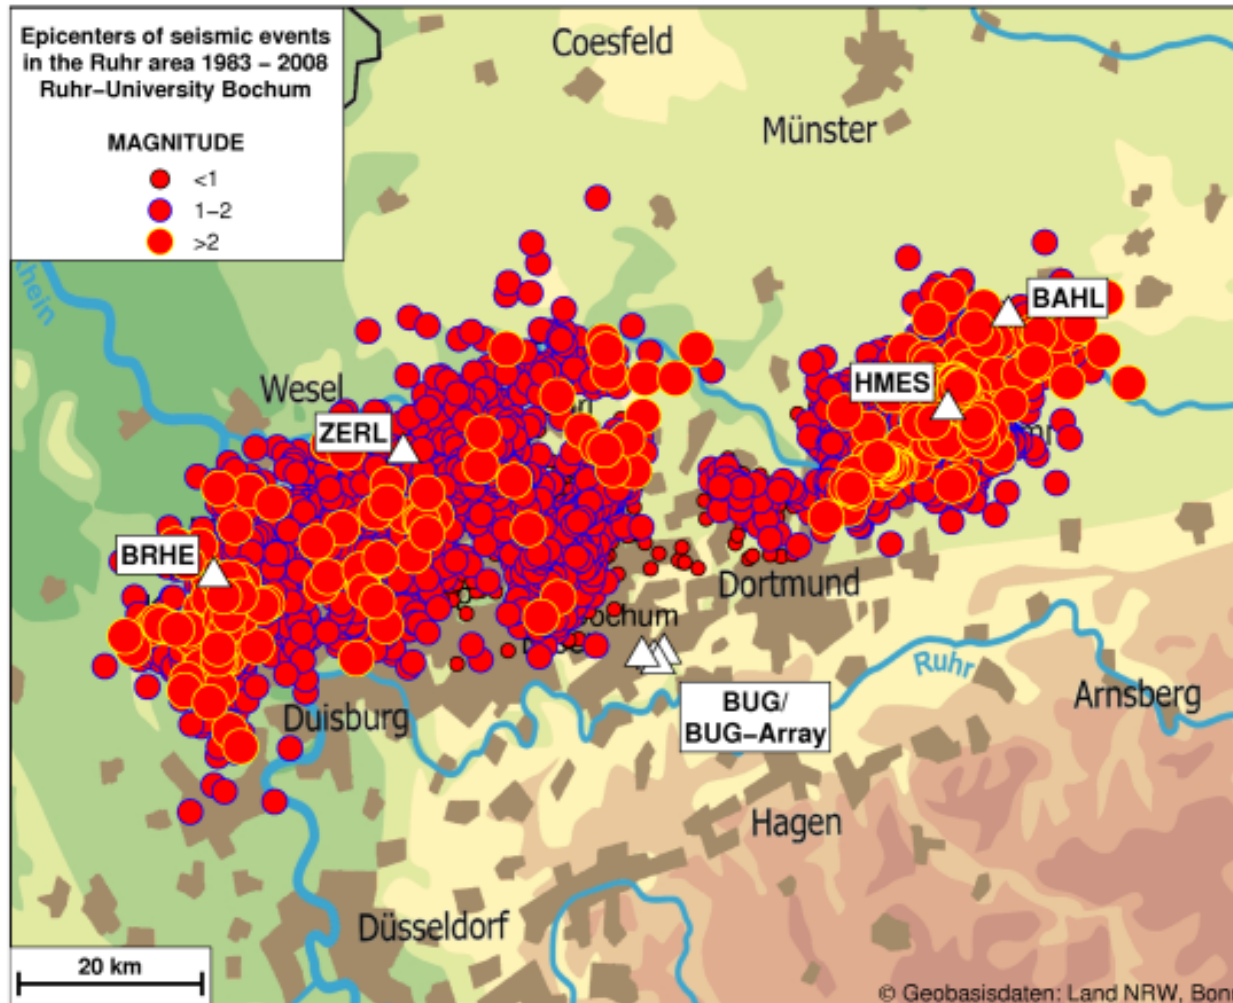 Epicenters of seismic events
in the Ruhr area 1983 – 2008
Ruhr–University Bochum
MAGNITUDE
<1
1–2
>2
Coesfeld
Münster
BAHL
HMES
Wesel
ZERL
BRHE
Dortmund
BUG/
BUG–Array
Ruhr
Arnsberg
Duisburg
Hagen
Düsseldorf
20 km
© Geobasisdaten: Land NRW, Bonn